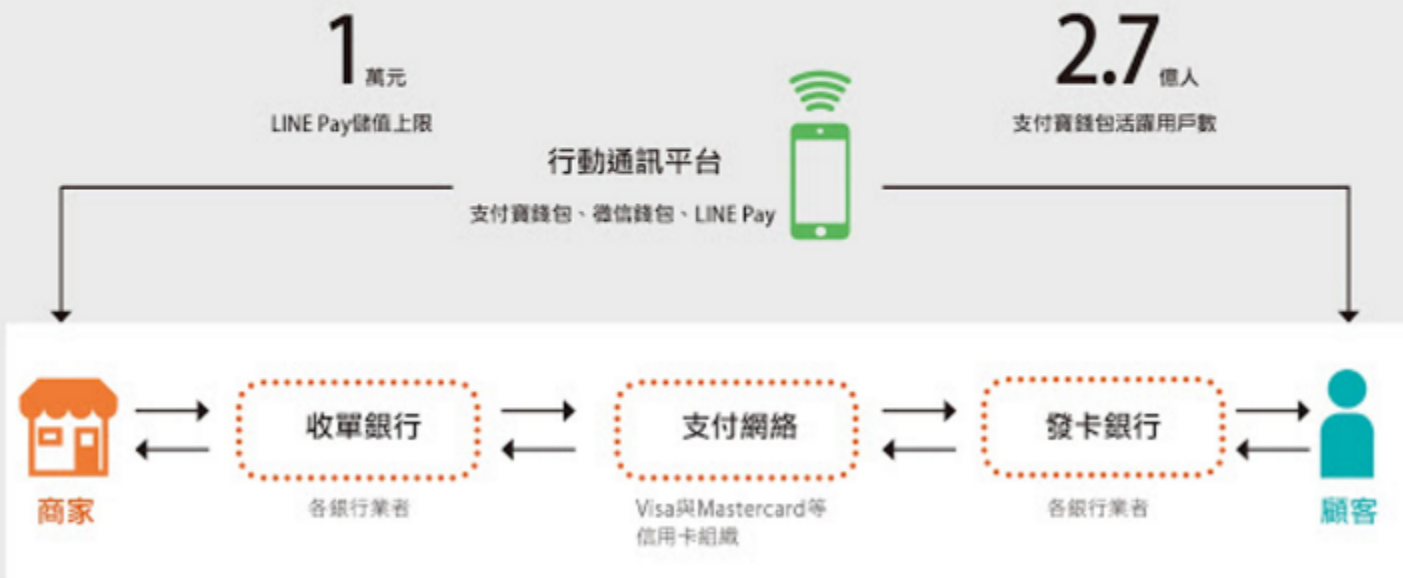 1萬元
LINE Pay儲值上限
2.7億人
支付寶錢包活躍用戶數
行動通訊平台
支付寶錢包、微信錢包、LINE Pay
商家
收單銀行
各銀行業者
支付網絡
Visa與Mastercard等
信用卡組織
發卡銀行
各銀行業者
顧客